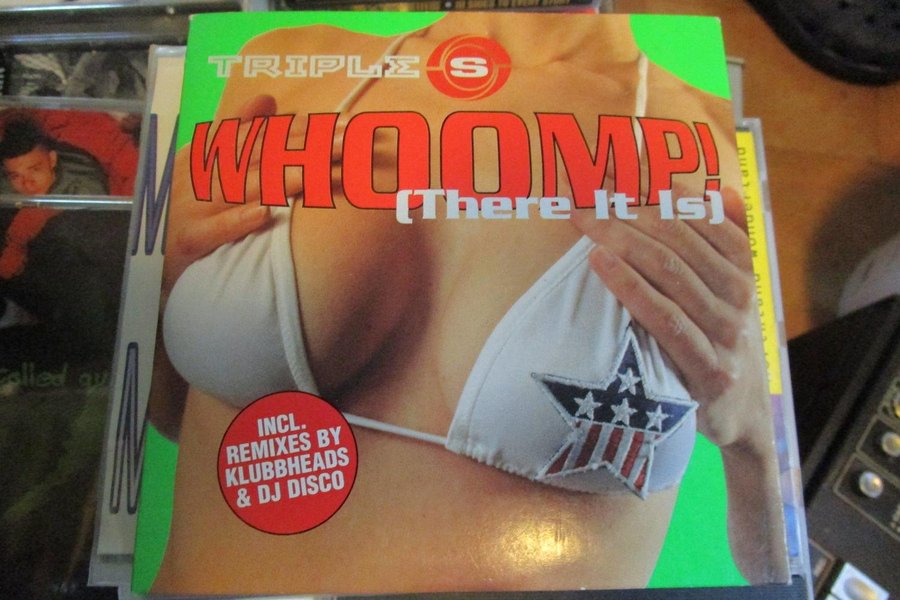 TRIPLE S
WHOOMP!
(There It Is)
INCL.
REMIXES BY
KLUBBHEADS
& DJ DISCO